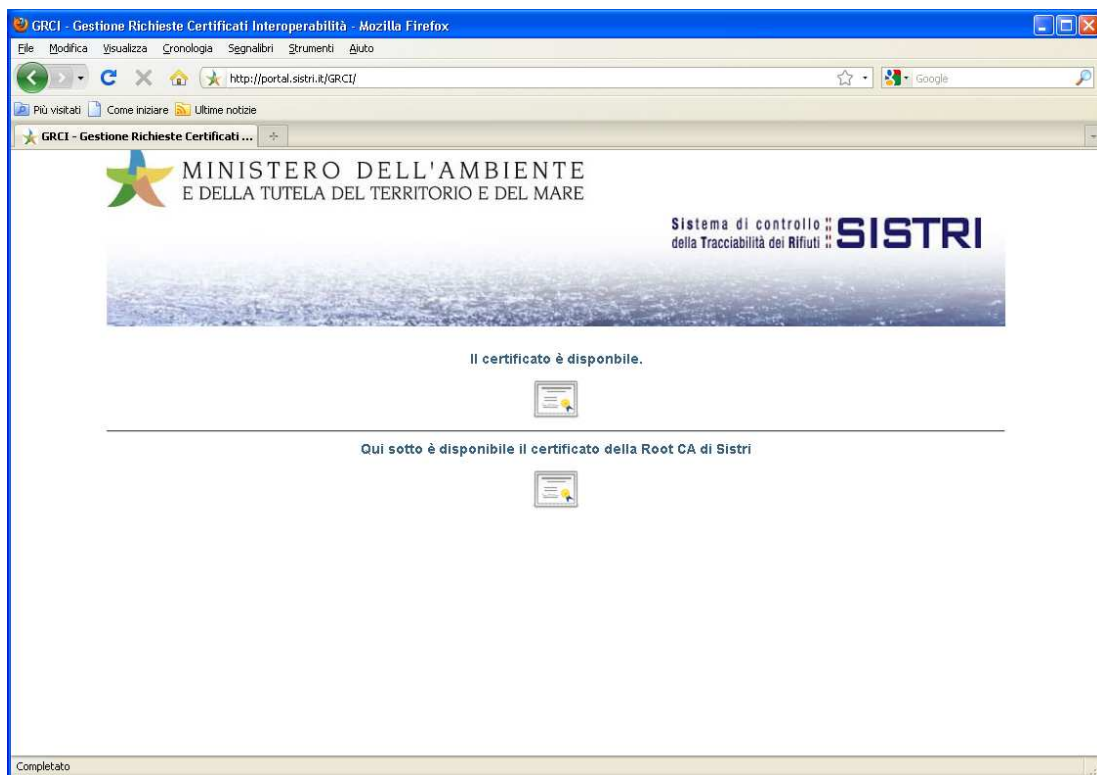 GRCI - Gestione Richieste Certificati Interoperabilità - Mozilla Firefox
File Modifica Visualizza Cronologia Segnalibri Strumenti Aiuto
http://portal.sistri.it/GRCI/ Google
Più visitati Come iniziare Ultime notizie
GRCI - Gestione Richieste Certificati ...
MINISTERO DELL'AMBIENTE
E DELLA TUTELA DEL TERRITORIO E DEL MARE
Sistema di controllo
della Tracciabilità dei Rifiuti
SISTRI
Il certificato è disponbile.
Qui sotto è disponibile il certificato della Root CA di Sistri
Completato